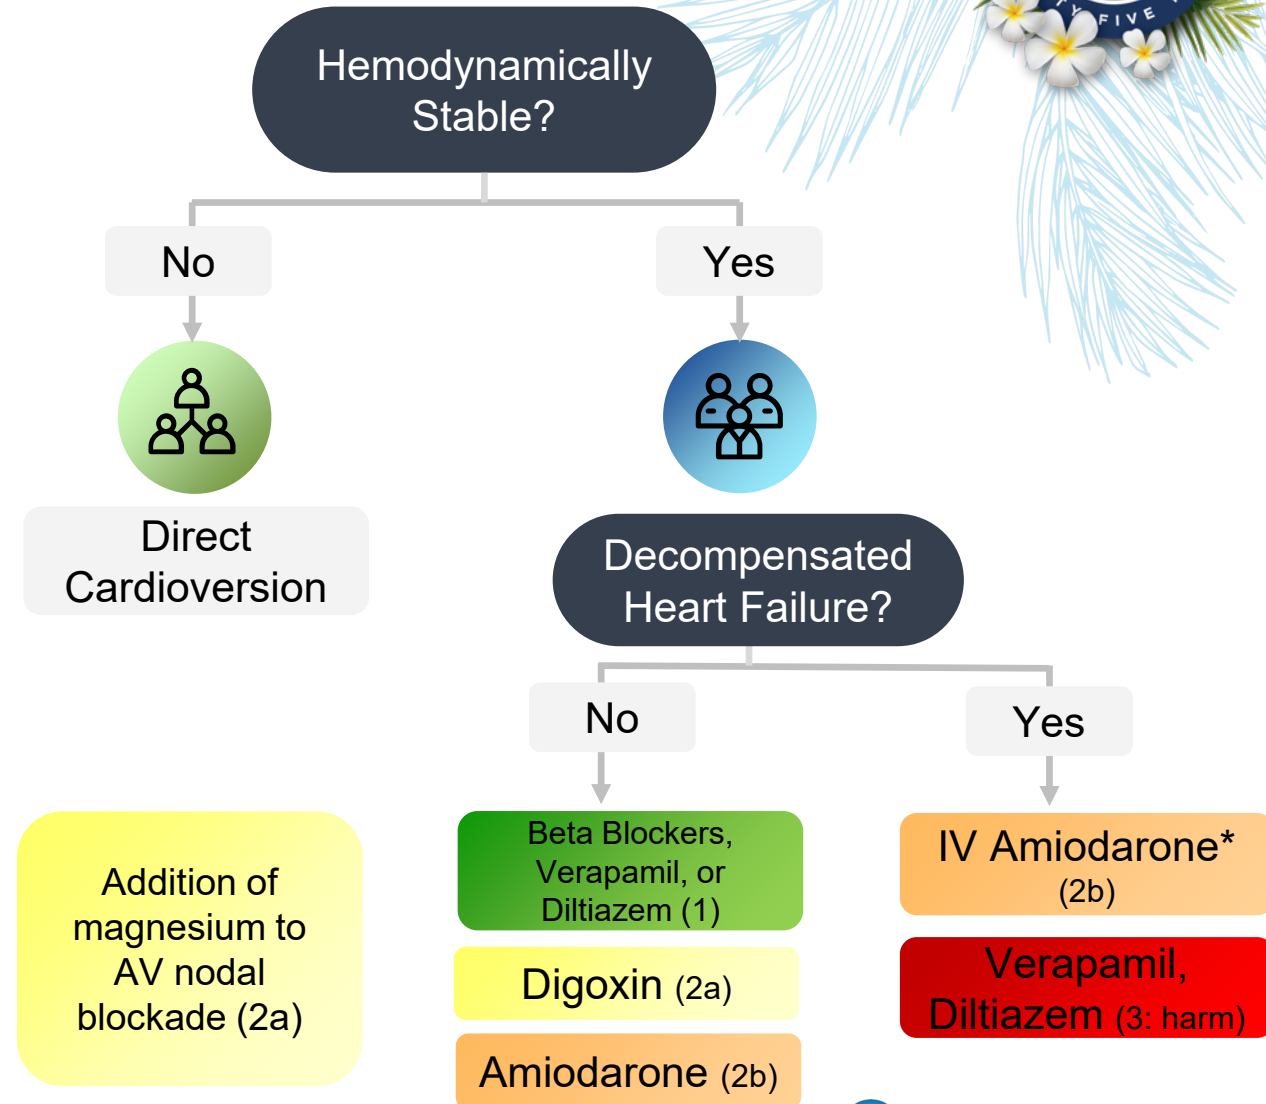 TY FIVE
Hemodynamically
Stable?
No
Yes
Direct
Cardioversion
Decompensated
Heart Failure?
No
Yes
Addition of
magnesium to
AV nodal
blockade (2a)
Beta Blockers,
Verapamil, or
Diltiazem (1)
Digoxin (2a)
Amiodarone (2b)
IV Amiodarone*
(2b)
Verapamil,
Diltiazem (3: harm)